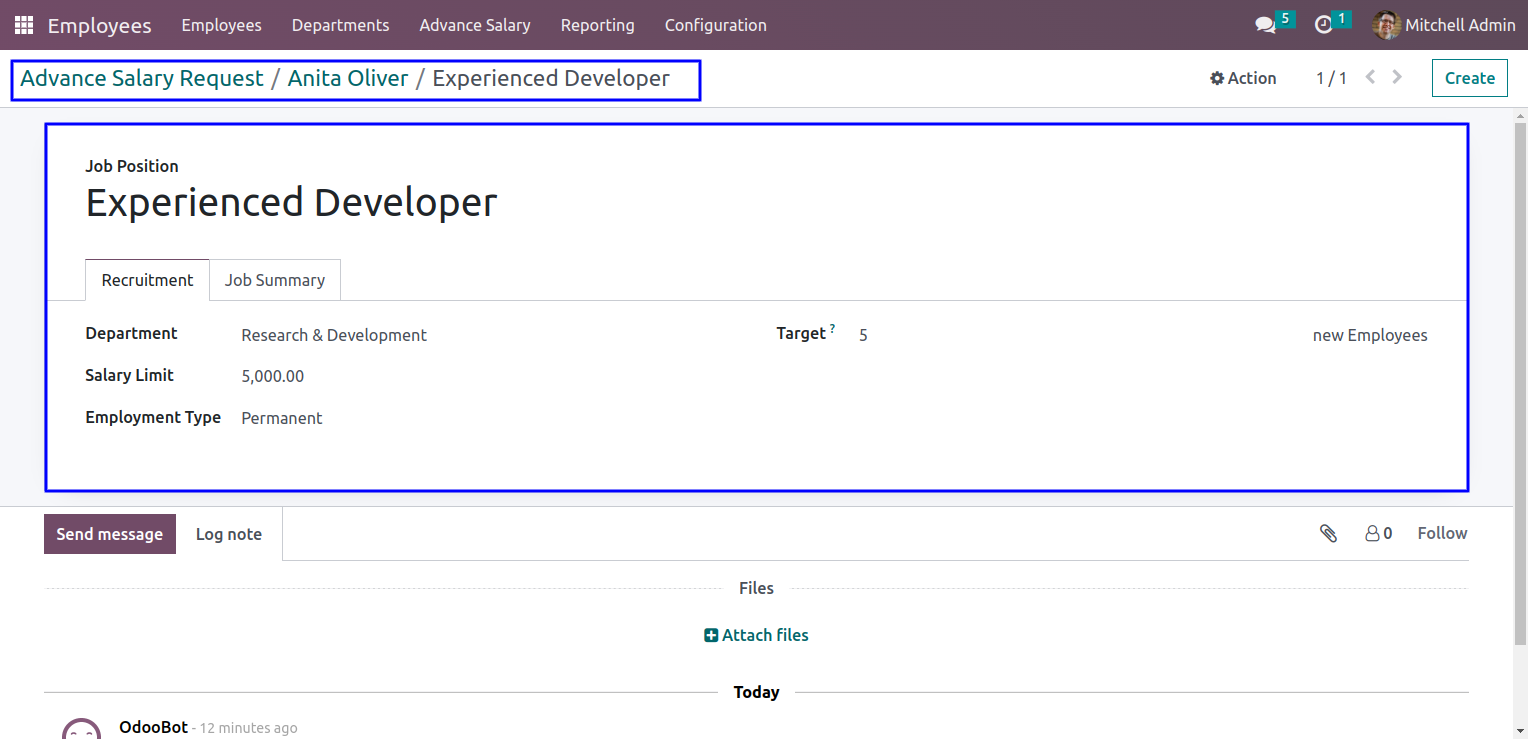 Employees Employees Departments Advance Salary Reporting Configuration 5 1 Mitchell Admin
Advance Salary Request / Anita Oliver / Experienced Developer Action 1 / 1 Create
Job Position
Experienced Developer
Recruitment Job Summary
Department Research & Development Target ? 5 new Employees
Salary Limit 5,000.00
Employment Type Permanent
Send message Log note 0 Follow
Files
Attach files
Today
OdooBot - 12 minutes ago